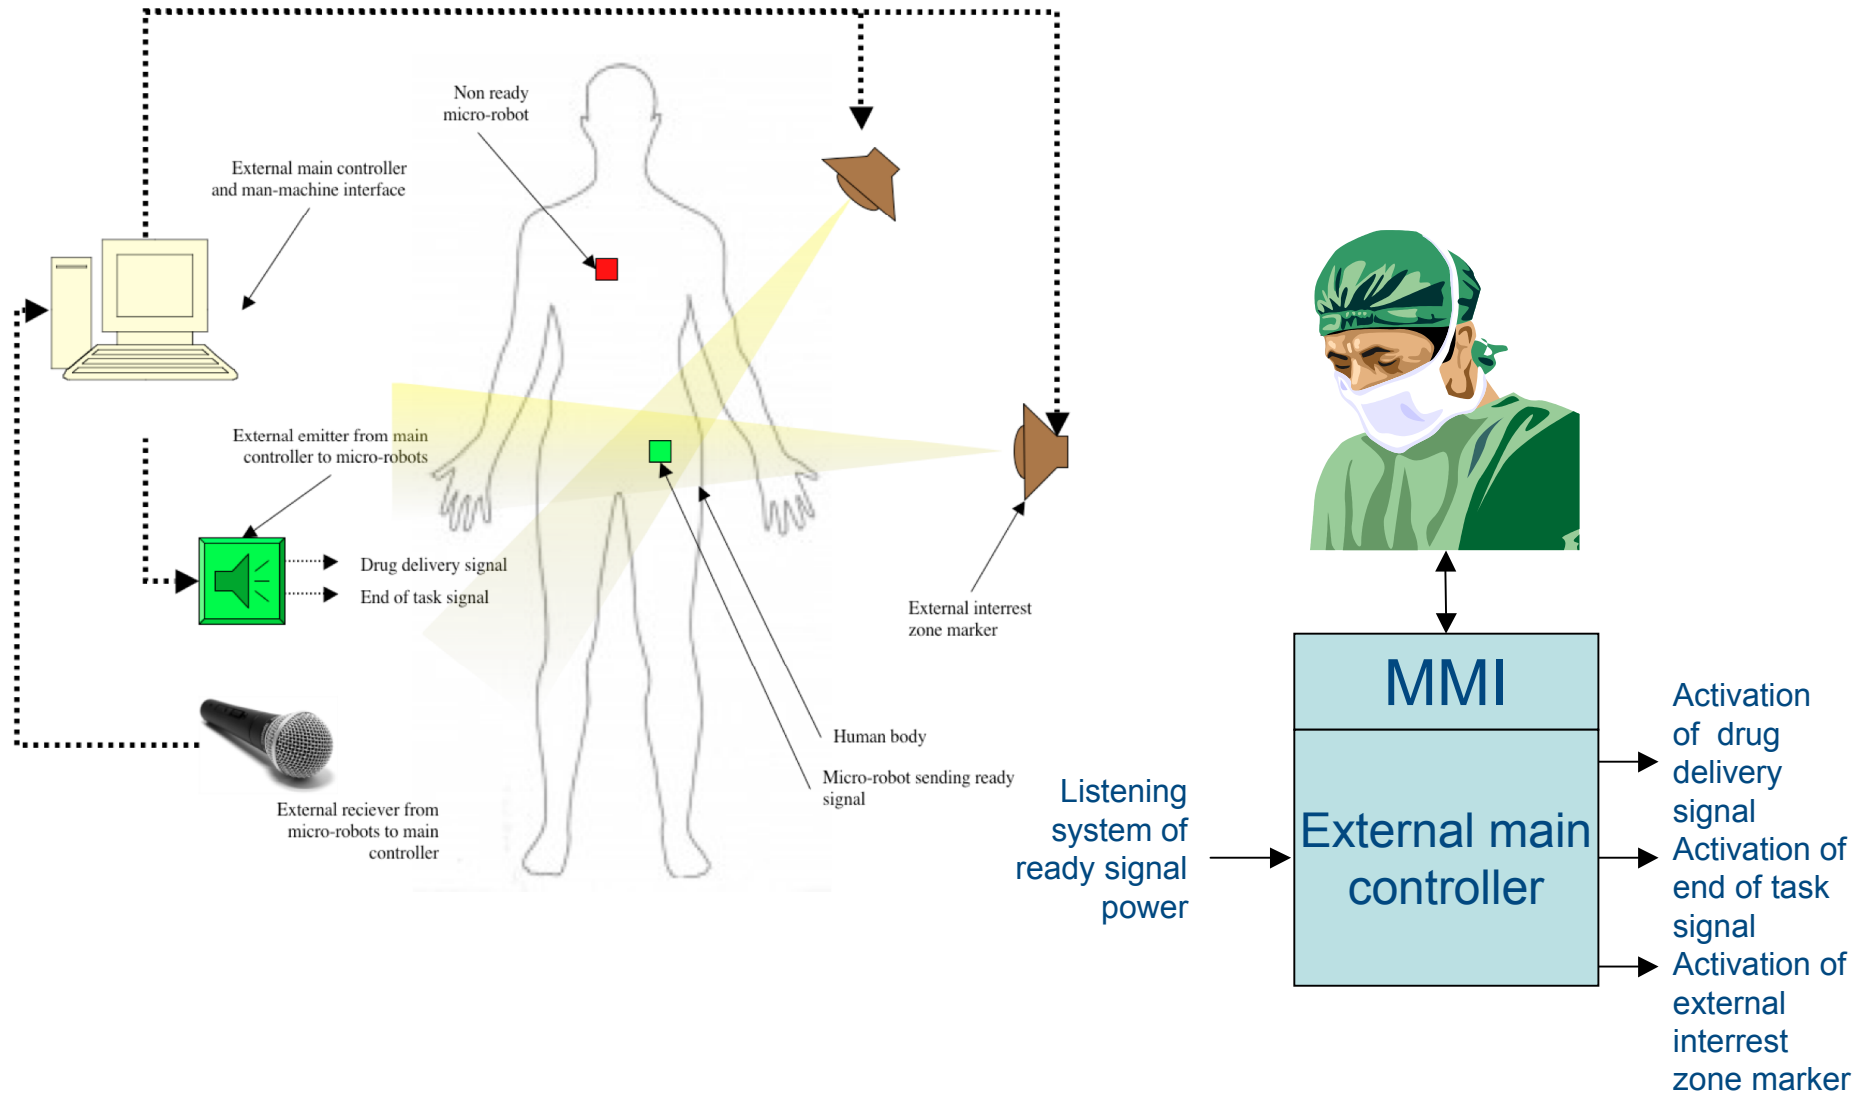 Non ready
micro-robot
External main controller
and man-machine interface
External emitter from main
controller to micro-robots
Drug delivery signal
End of task signal
External interrest
zone marker
Human body
Micro-robot sending ready
signal
External reciever from
micro-robots to main
controller
MMI
External main
controller
Listening
system of
ready signal
power
Activation
of drug
delivery
signal
Activation of
end of task
signal
Activation of
external
interrest
zone marker